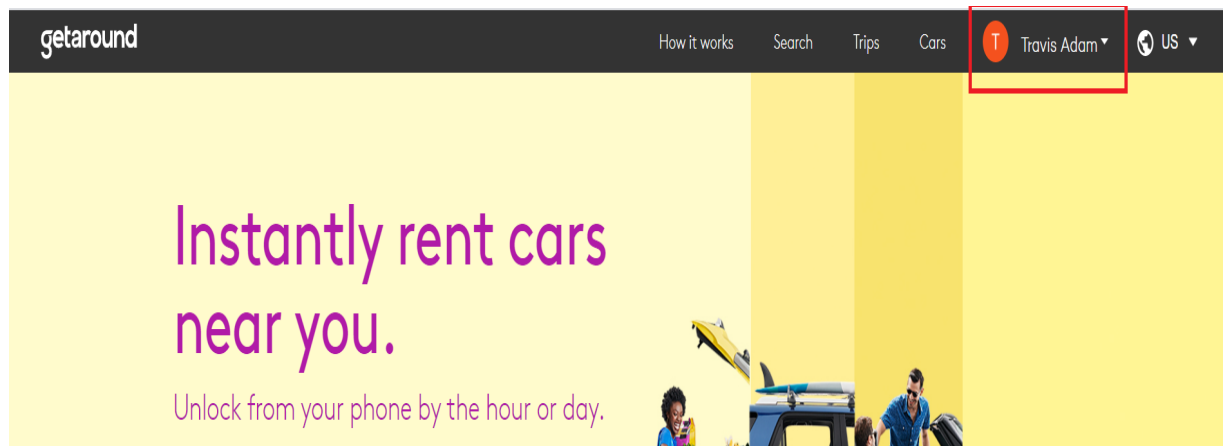 getaround
How it works Search Trips Cars T Travis Adam US
Instantly rent cars
near you.
Unlock from your phone by the hour or day.